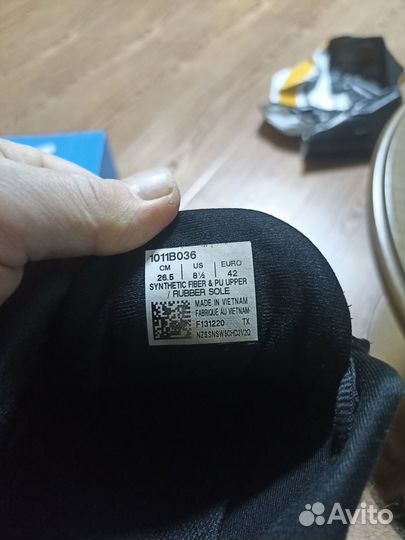 1011B036
CM US EURO
26.5 8½ 42
SYNTHETIC FIBER & PU UPPER
/ RUBBER SOLE
MADE IN VIETNAM
FABRIQUE AU VIETNAM
F131220 TX
NZSSNSW5CHD3V2Q
Avito